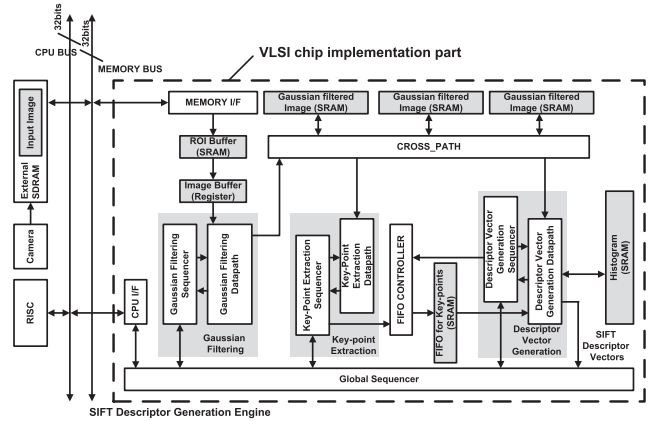 32bits
32bits
CPU BUS
MEMORY BUS
VLSI chip implementation part
Input Image
External
SDRAM
MEMORY I/F
Gaussian filtered
Image (SRAM)
Gaussian filtered
Image (SRAM)
Gaussian filtered
Image (SRAM)
ROI Buffer
(SRAM)
CROSS_PATH
Image Buffer
(Register)
Camera
Gaussian Filtering
Sequencer
Gaussian Filtering
Datapath
Key-Point Extraction
Sequencer
Key-Point
Extraction
Datapath
FIFO CONTROLLER
FIFO for Key-points
(SRAM)
Descriptor Vector
Generation
Sequencer
Descriptor Vector
Generation Datapath
Histogram
(SRAM)
RISC
CPU I/F
Gaussian
Filtering
Key-point
Extraction
Descriptor
Vector
Generation
SIFT
Descriptor
Vectors
Global Sequencer
SIFT Descriptor Generation Engine